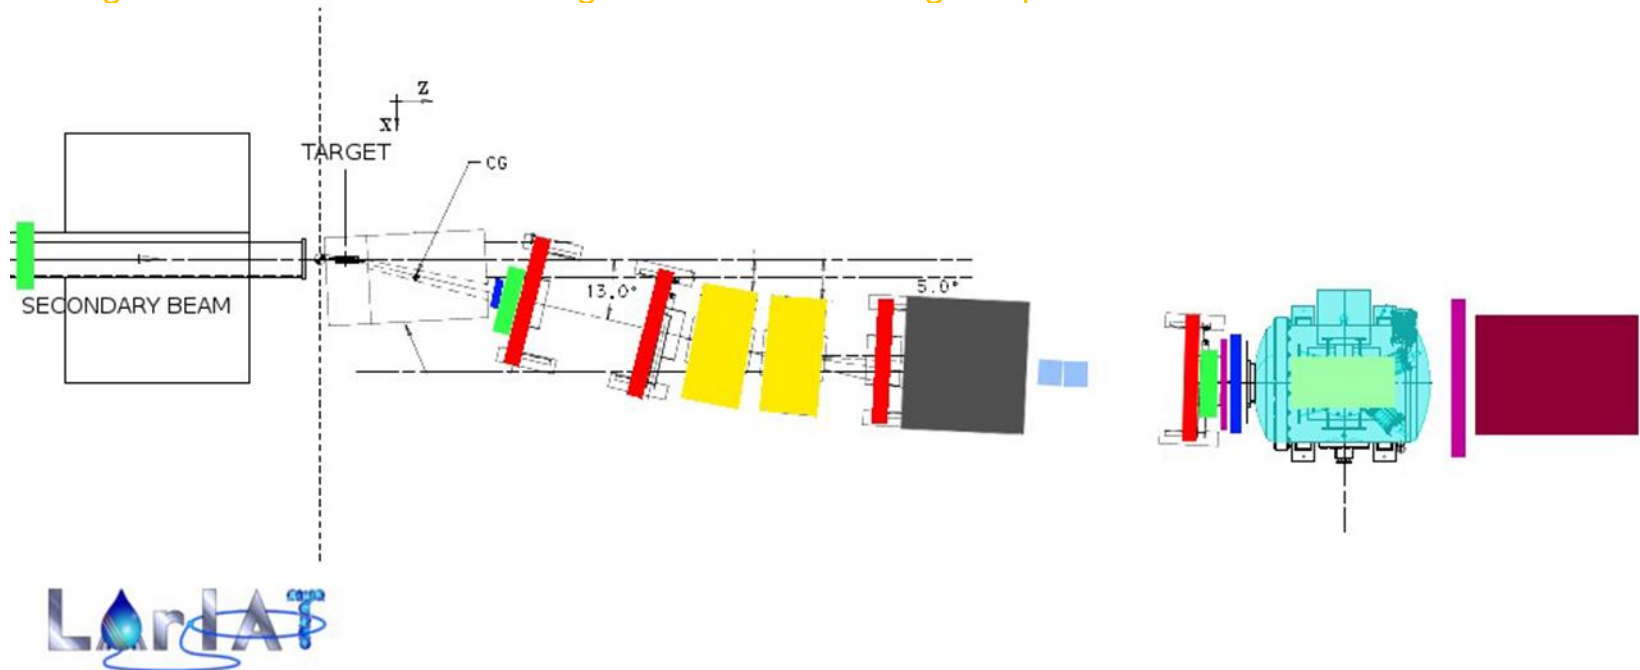 Z
X
TARGET
CG
13.0°
5.0°
SECONDARY BEAM
LArIAT